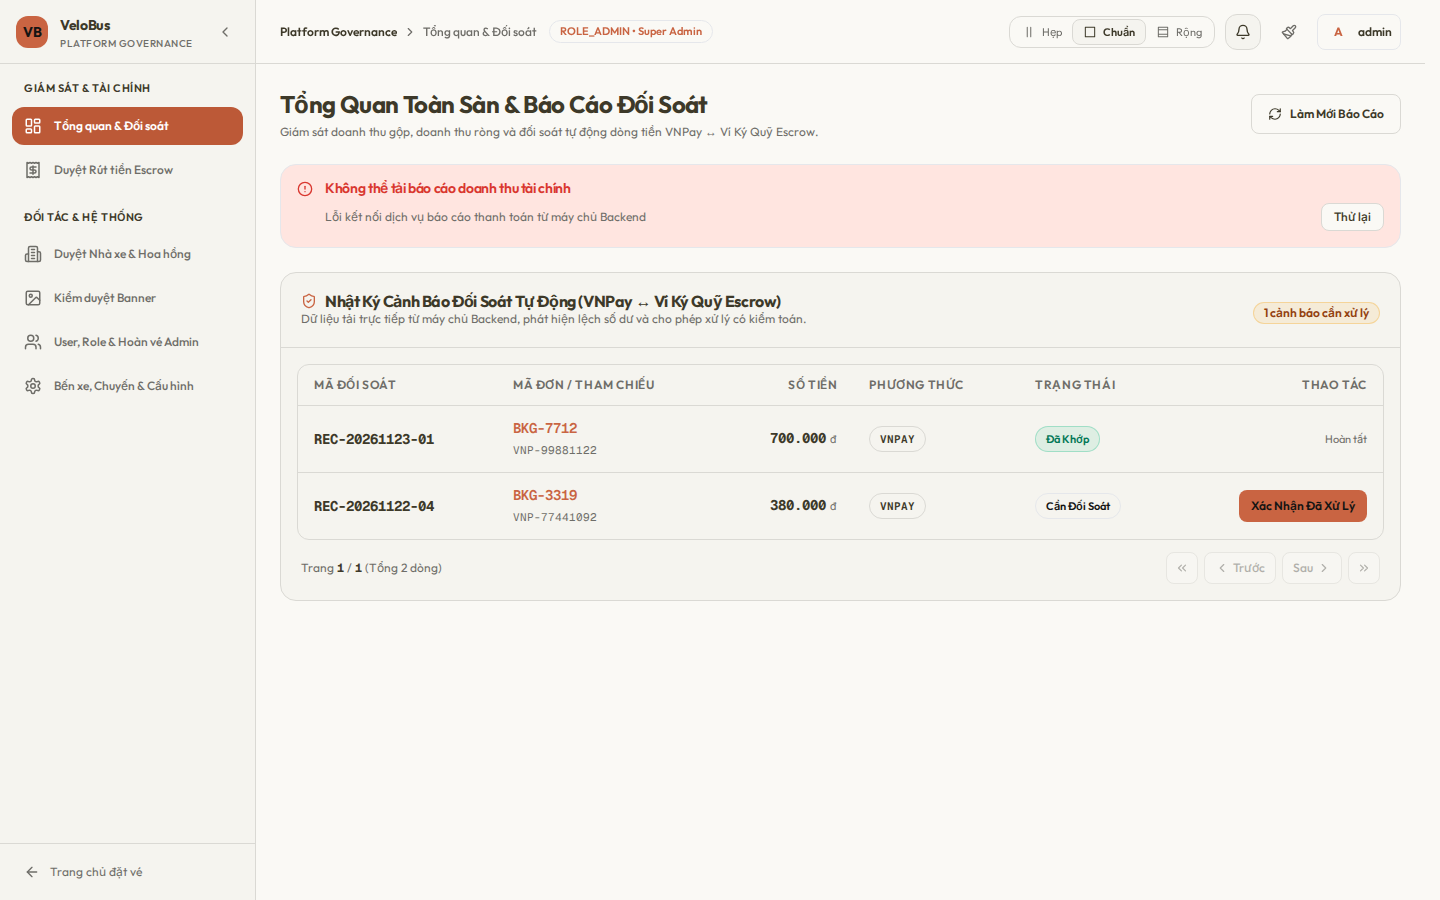 VB
VeloBus
PLATFORM GOVERNANCE
GIÁM SÁT & TÀI CHÍNH
Tổng quan & Đối soát
Duyệt Rút tiền Escrow
ĐỐI TÁC & HỆ THỐNG
Duyệt Nhà xe & Hoa hồng
Kiểm duyệt Banner
User, Role & Hoàn vé Admin
Bến xe, Chuyến & Cấu hình
Trang chủ đặt vé
Platform Governance > Tổng quan & Đối soát
ROLE_ADMIN • Super Admin
Hẹp
Chuẩn
Rộng
A
admin
Tổng Quan Toàn Sàn & Báo Cáo Đối Soát
Giám sát doanh thu gộp, doanh thu ròng và đối soát tự động dòng tiền VNPay ↔ Ví Ký Quỹ Escrow.
Làm Mới Báo Cáo
Không thể tải báo cáo doanh thu tài chính
Lỗi kết nối dịch vụ báo cáo thanh toán từ máy chủ Backend
Thử lại
Nhật Ký Cảnh Báo Đối Soát Tự Động (VNPay ↔ Ví Ký Quỹ Escrow)
Dữ liệu tải trực tiếp từ máy chủ Backend, phát hiện lệch số dư và cho phép xử lý có kiểm toán.
1 cảnh báo cần xử lý
MÃ ĐỐI SOÁT
MÃ ĐƠN / THAM CHIẾU
SỐ TIỀN
PHƯƠNG THỨC
TRẠNG THÁI
THAO TÁC
REC-20261123-01
BKG-7712
VNP-99881122
700.000 đ
VNPAY
Đã Khớp
Hoàn tất
REC-20261122-04
BKG-3319
VNP-77441092
380.000 đ
VNPAY
Cần Đối Soát
Xác Nhận Đã Xử Lý
Trang 1 / 1 (Tổng 2 dòng)
Trước
Sau